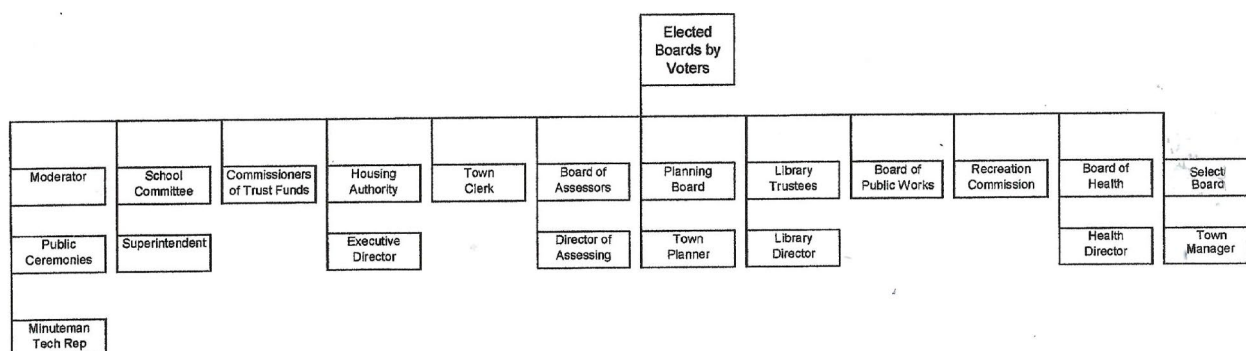 Elected
Boards by
Voters
Moderator
School
Committee
Commissioners
of Trust Funds
Housing
Authority
Town
Clerk
Board of
Assessors
Planning
Board
Library
Trustees
Board of
Public Works
Recreation
Commission
Board of
Health
Select
Board
Public
Ceremonies
Superintendent
Executive
Director
Director of
Assessing
Town
Planner
Library
Director
Health
Director
Town
Manager
Minuteman
Tech Rep